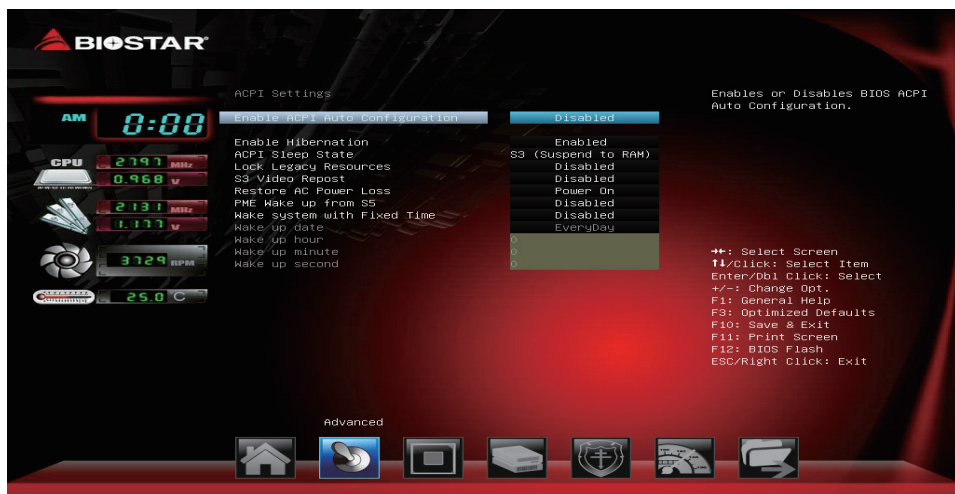 BIOSTAR
ACPI Settings
Enable ACPI Auto Configuration Disabled
Enable Hibernation Enabled
ACPI Sleep State S3 (Suspend to RAM)
Lock Legacy Resources Disabled
S3 Video Repost Disabled
Restore AC Power Loss Power On
PME Wake up from S5 Disabled
Wake system with Fixed Time Disabled
Wake up date EveryDay
Wake up hour 0
Wake up minute 0
Wake up second 0
AM 0:00
CPU 2797 MHz
0.968 V
2131 MHz
1.177 V
3729 RPM
25.0 C
Enables or Disables BIOS ACPI
Auto Configuration.
→←: Select Screen
↑↓/Click: Select Item
Enter/Dbl Click: Select
+/-: Change Opt.
F1: General Help
F3: Optimized Defaults
F10: Save & Exit
F11: Print Screen
F12: BIOS Flash
ESC/Right Click: Exit
Advanced